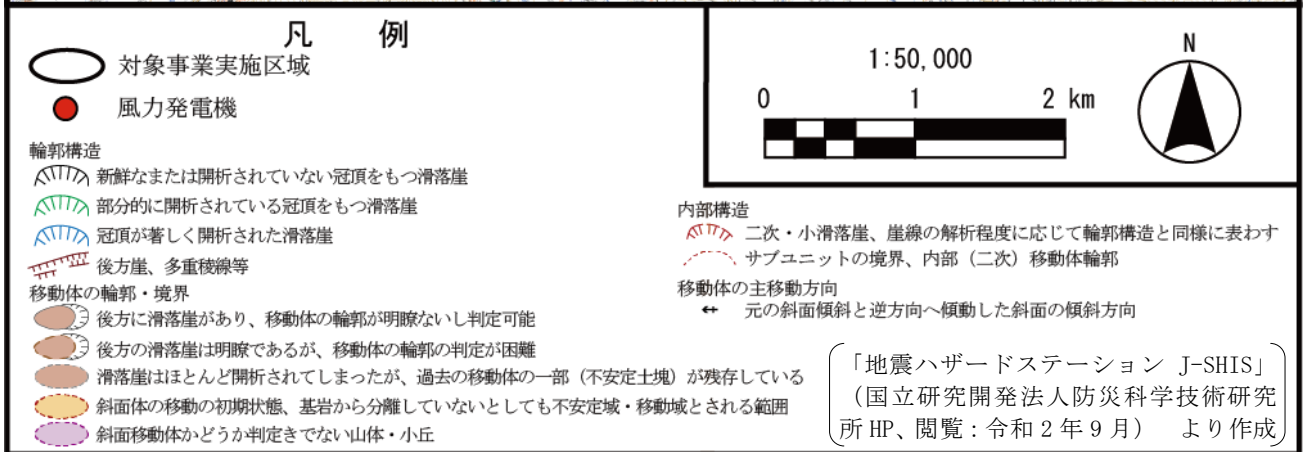 凡 例
対象事業実施区域
風力発電機
輪郭構造
新鮮なまたは開析されていない冠頂をもつ滑落崖
部分的に開析されている冠頂をもつ滑落崖
冠頂が著しく開析された滑落崖
後方崖、多重稜線等
移動体の輪郭・境界
後方に滑落崖があり、移動体の輪郭が明瞭ないし判定可能
後方の滑落崖は明瞭であるが、移動体の輪郭の判定が困難
滑落崖はほとんど開析されてしまったが、過去の移動体の一部（不安定土塊）が残存している
斜面体の移動の初期状態、基岩から分離していないとしても不安定域・移動域とされる範囲
斜面移動体かどうか判定きでない山体・小丘
1:50,000
0 1 2 km
N
内部構造
二次・小滑落崖、崖線の解析程度に応じて輪郭構造と同様に表わす
サブユニットの境界、内部（二次）移動体輪郭
移動体の主移動方向
元の斜面傾斜と逆方向へ傾動した斜面の傾斜方向
「地震ハザードステーション J-SHIS」
（国立研究開発法人防災科学技術研究
所 HP、閲覧：令和２年９月） より作成